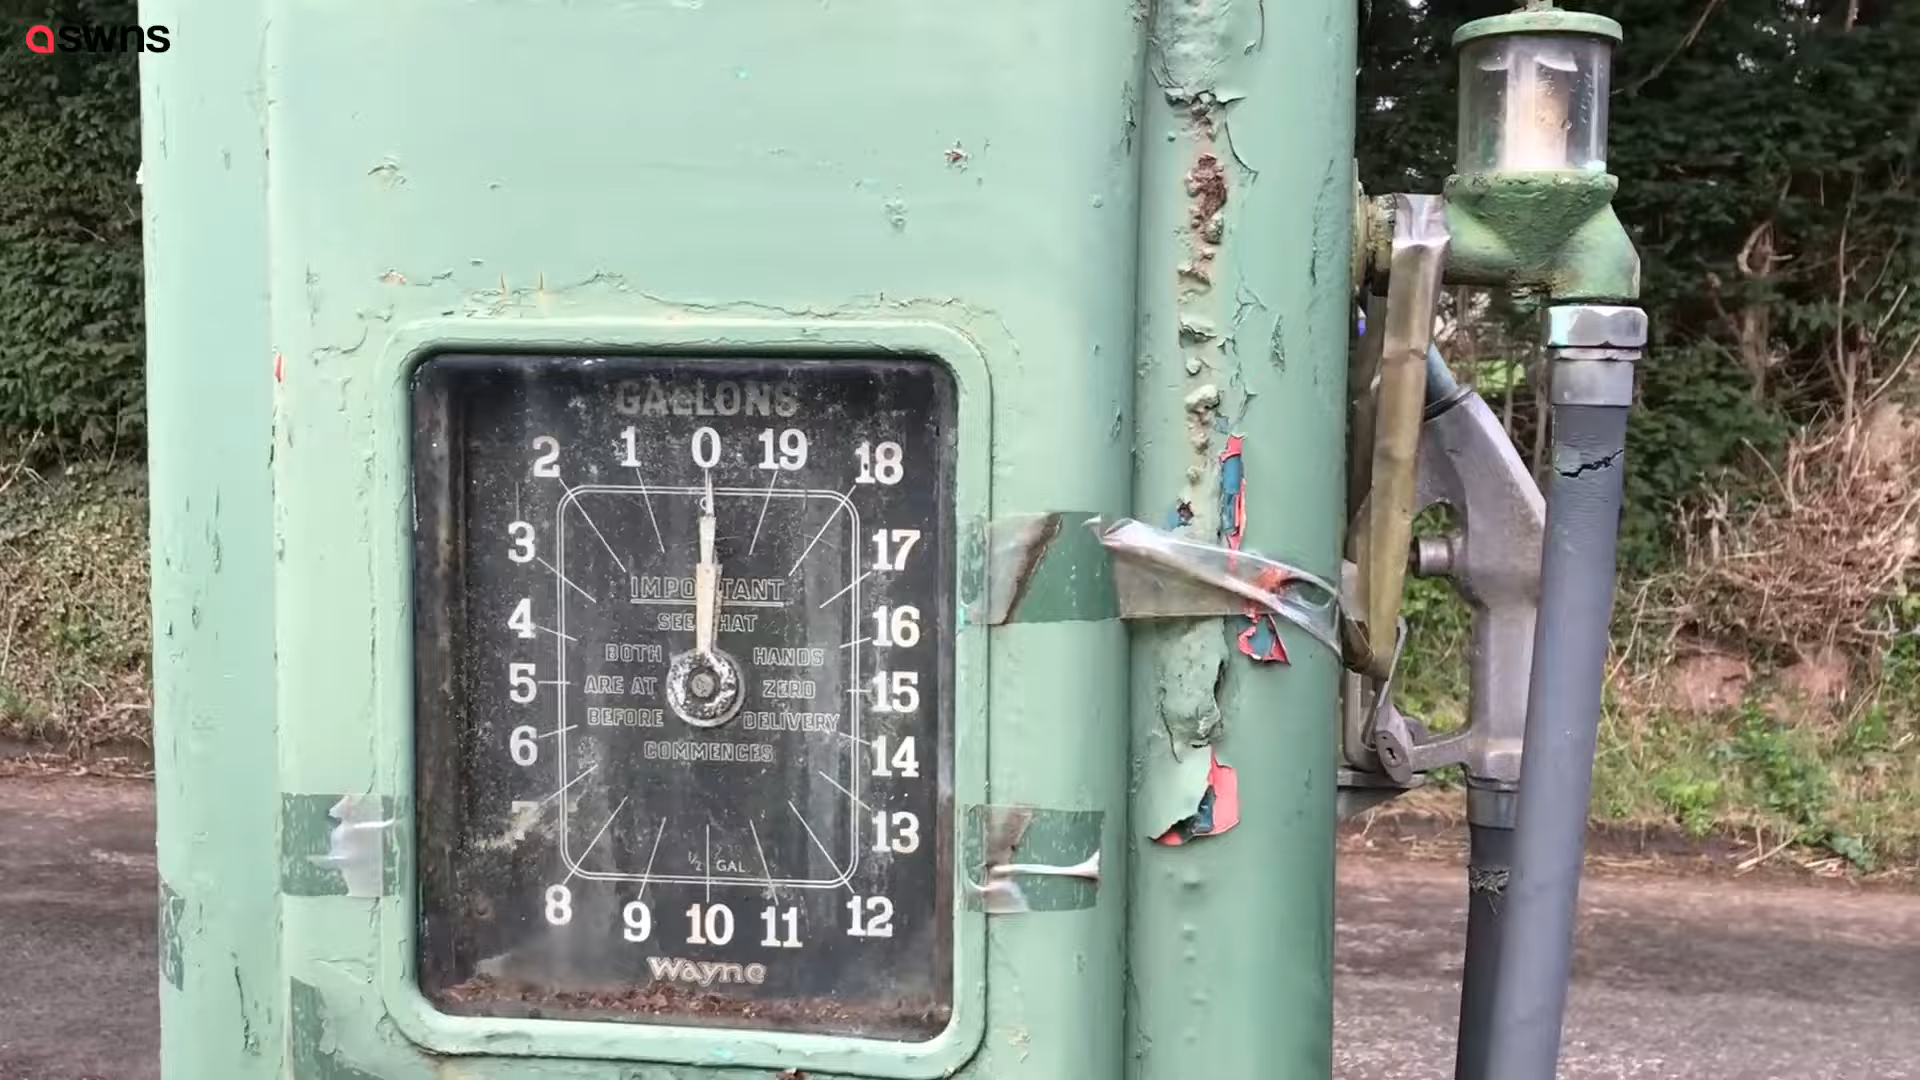 swns
GALLONS
2 1 0 19 18
3 17
IMPORTANT
SEE THAT
4 16
BOTH HANDS
5 ARE AT ZERO 15
BEFORE DELIVERY
6 14
COMMENCES
7 13
1/2 GAL.
8 9 10 11 12
Wayne